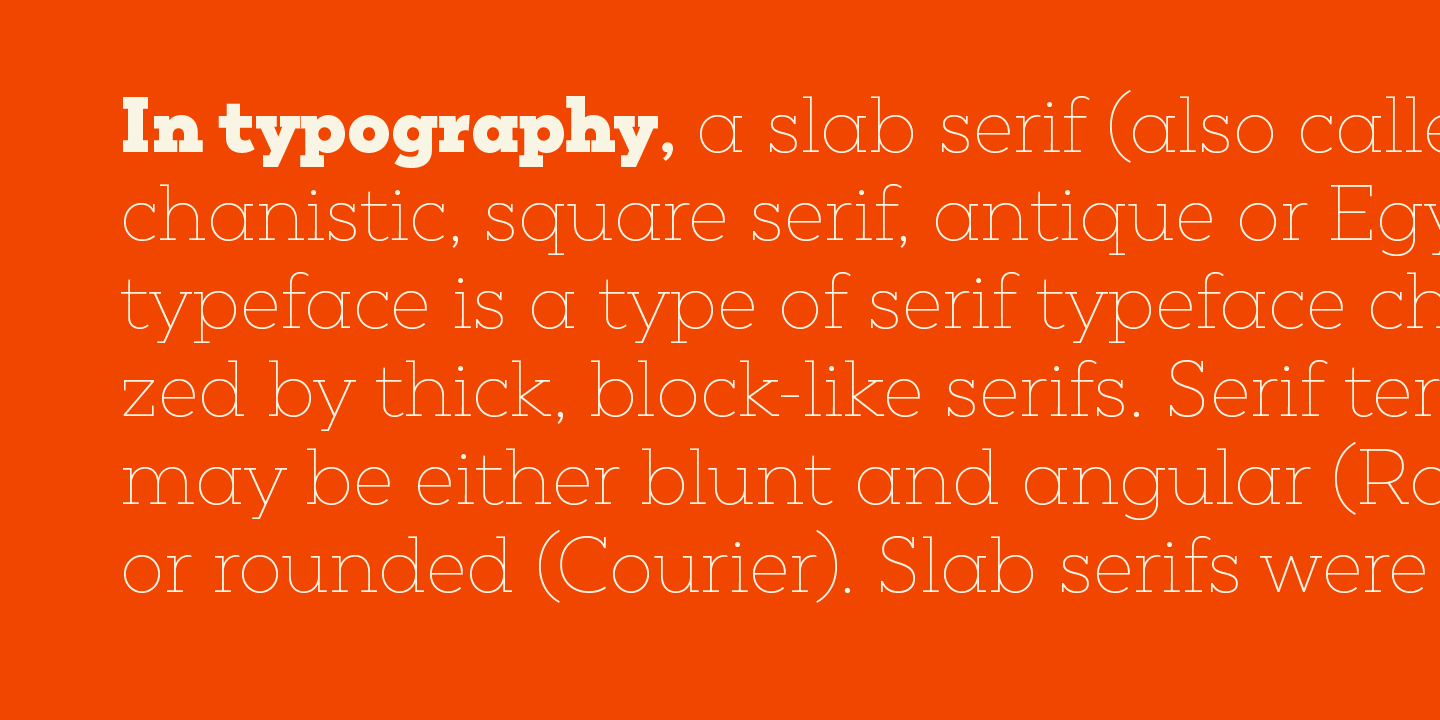 In typography, a slab serif (also calle
chanistic, square serif, antique or Egy
typeface is a type of serif typeface ch
zed by thick, block-like serifs. Serif ter
may be either blunt and angular (Ro
or rounded (Courier). Slab serifs were